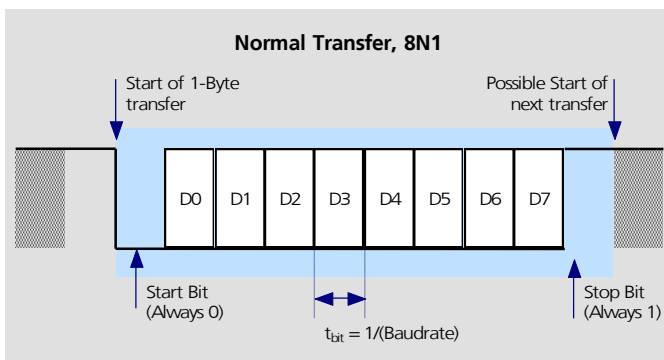 Normal Transfer, 8N1
Start of 1-Byte
transfer
Possible Start of
next transfer
D0 D1 D2 D3 D4 D5 D6 D7
Start Bit
(Always 0)
Stop Bit
(Always 1)
tbit = 1/(Baudrate)